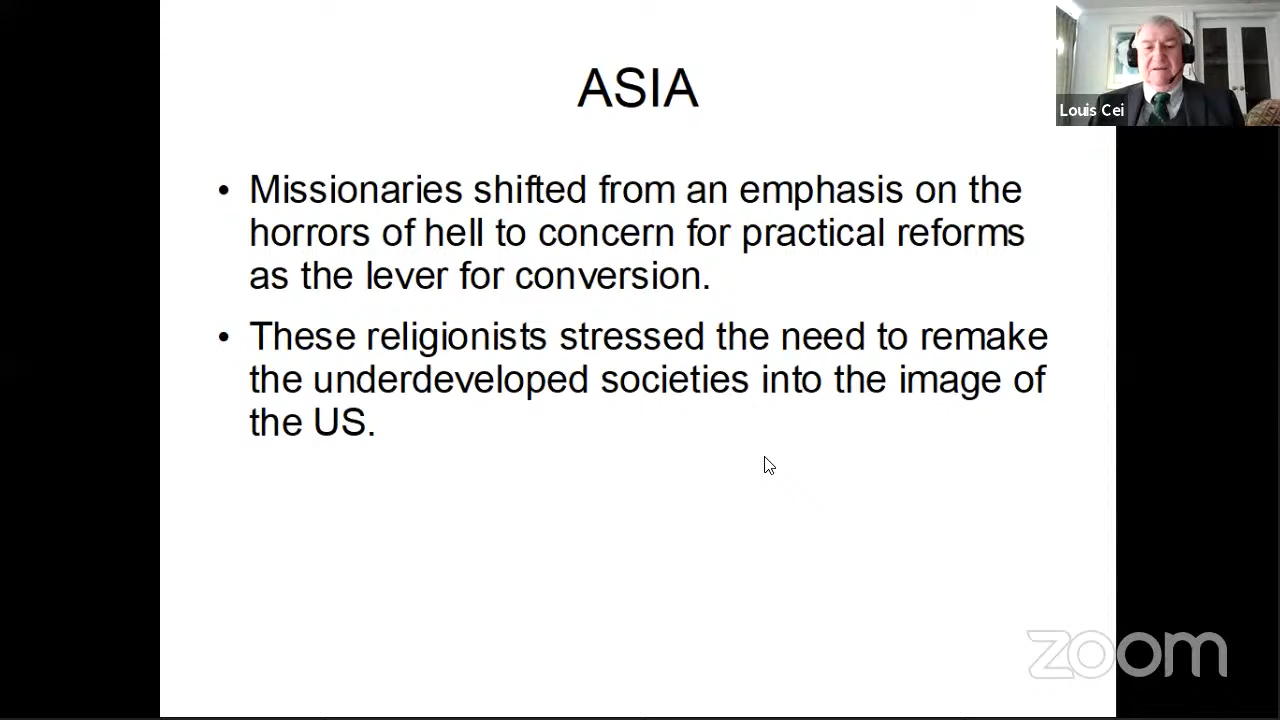 ASIA
Louis Cei
• Missionaries shifted from an emphasis on the
horrors of hell to concern for practical reforms
as the lever for conversion.
• These religionists stressed the need to remake
the underdeveloped societies into the image of
the US.
zoom